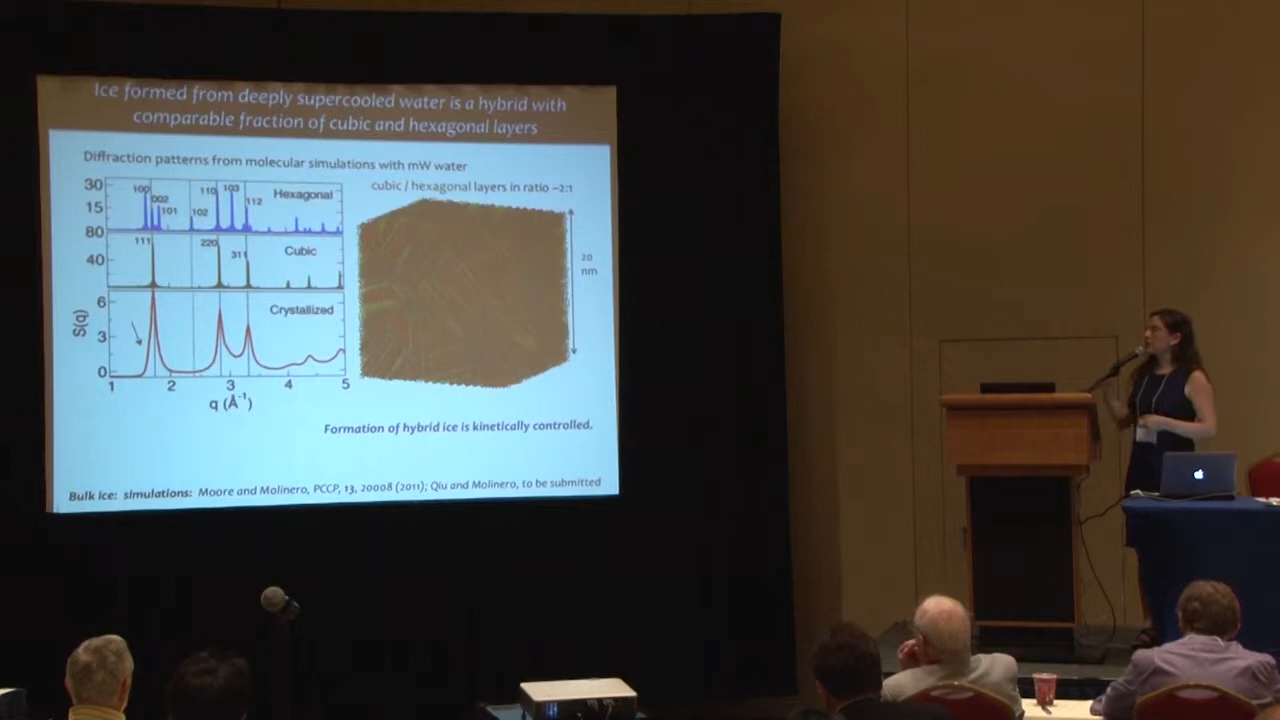 Ice formed from deeply supercooled water is a hybrid with
comparable fraction of cubic and hexagonal layers
Diffraction patterns from molecular simulations with mW water
cubic / hexagonal layers in ratio ~2:1
30
15
100
002
101
102
110
103
112
Hexagonal
80
40
111
220
311
Cubic
6
3
0
S(q)
Crystallized
1
2
3
4
5
q (Å⁻¹)
20
nm
Formation of hybrid ice is kinetically controlled.
Bulk ice: simulations: Moore and Molinero, PCCP, 13, 20008 (2011); Qiu and Molinero, to be submitted